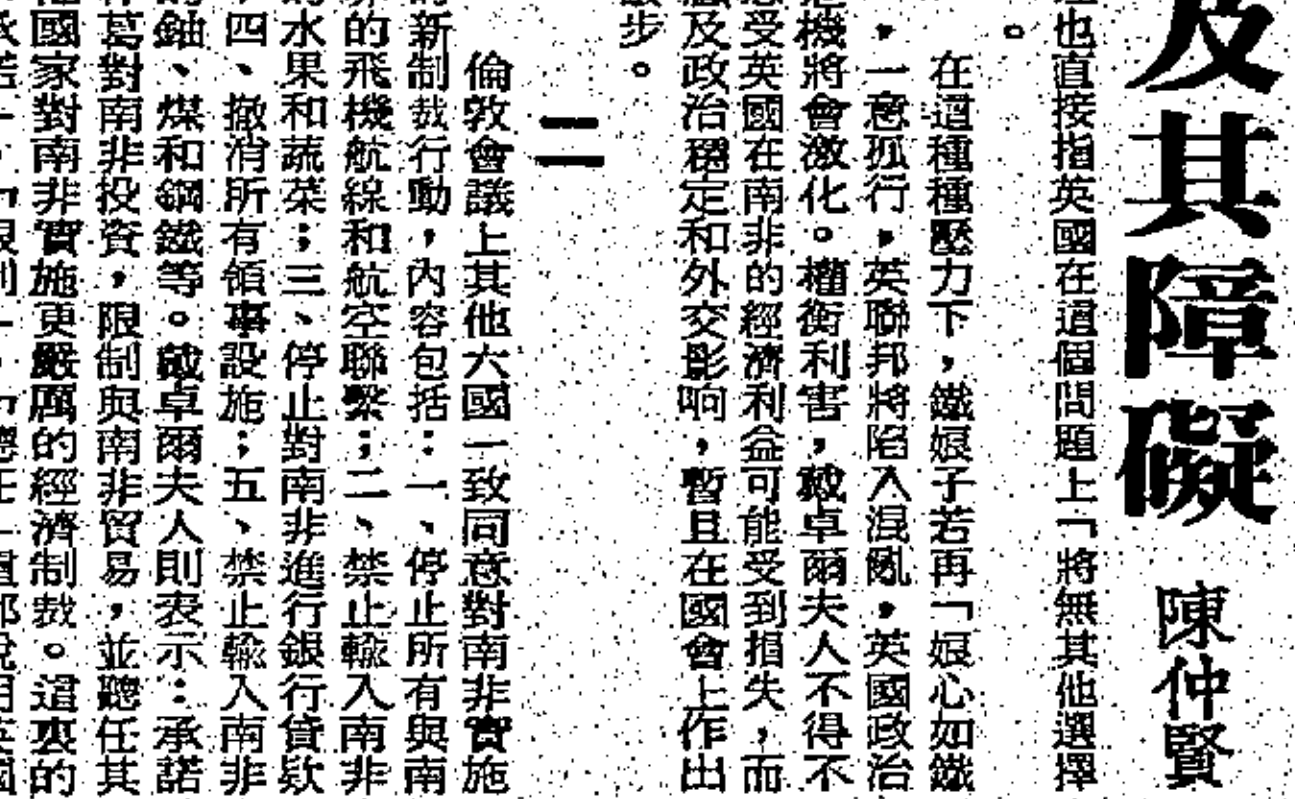 及其障礙
陳仲賢
也直接指英國在這個問題上「將無其他選擇
。
在這種種壓力下，鐵娘子若再「娘心如鐵
，一意孤行，英聯邦將陷入混亂，英國政治
危機將會激化。權衡利害，戴卓爾夫人不得不
受英國在南非的經濟利益可能受到損失，而
及政治穩定和外交影响，暫且在國會上作出
步。
二
倫敦會議上其他六國一致同意對南非實施
新制裁行動，內容包括：一、停止所有與南
的飛機航線和航空聯繫；二、禁止輸入南非
水果和蔬菜；三、停止對南非進行銀行貸款
四、撤消所有領事設施；五、禁止輸入南非
鈾、煤和鋼鐵等。戴卓爾夫人則表示：承諾
葛對南非投資，限制與南非贸易，並聽任其
國家對南非實施更嚴厲的經濟制裁。這裏的